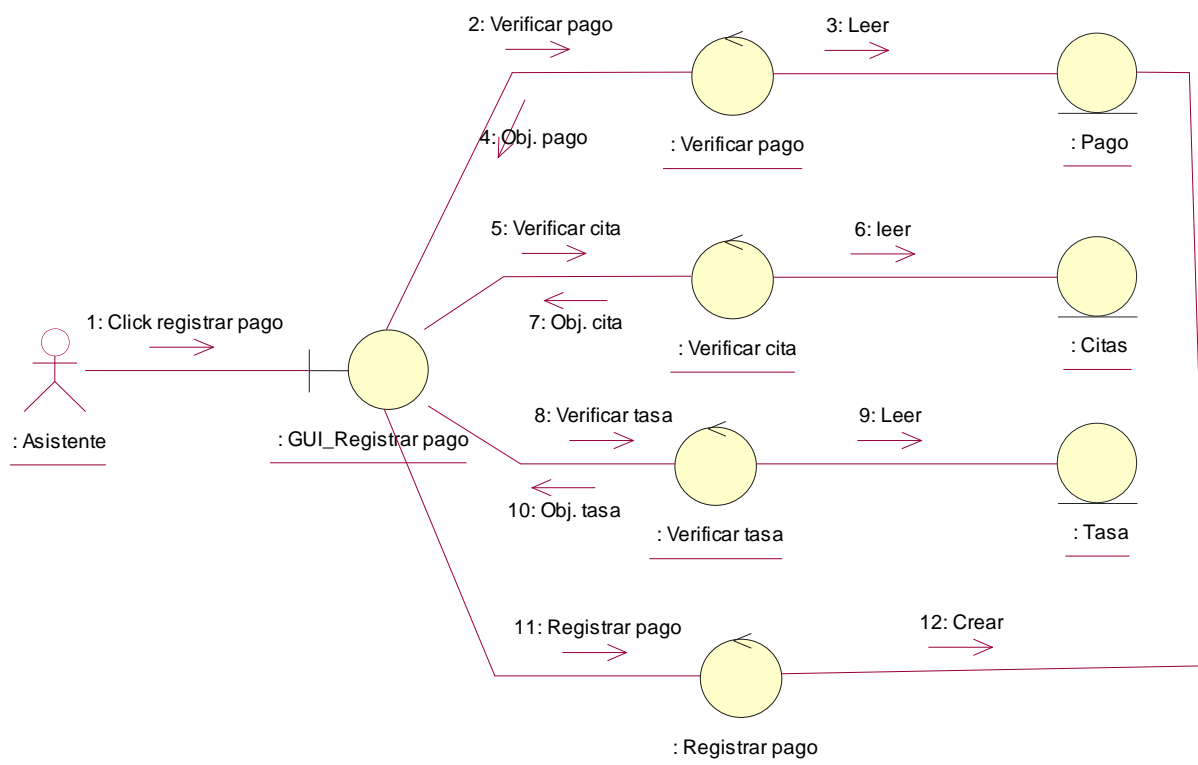 2: Verificar pago
3: Leer
4: Obj. pago
: Verificar pago
: Pago
5: Verificar cita
6: leer
7: Obj. cita
: Verificar cita
: Citas
1: Click registrar pago
: Asistente
: GUI_Registrar pago
8: Verificar tasa
9: Leer
10: Obj. tasa
: Verificar tasa
: Tasa
11: Registrar pago
12: Crear
: Registrar pago